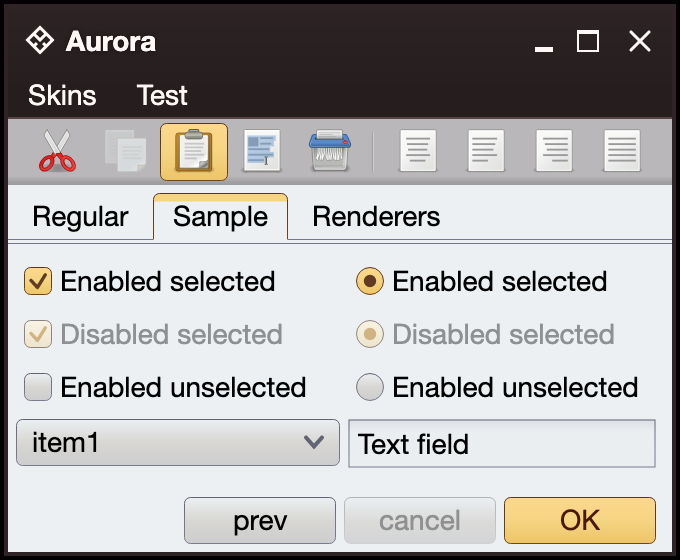 Aurora
Skins Test
Regular Sample Renderers
Enabled selected Enabled selected
Disabled selected Disabled selected
Enabled unselected Enabled unselected
item1 Text field
prev cancel OK